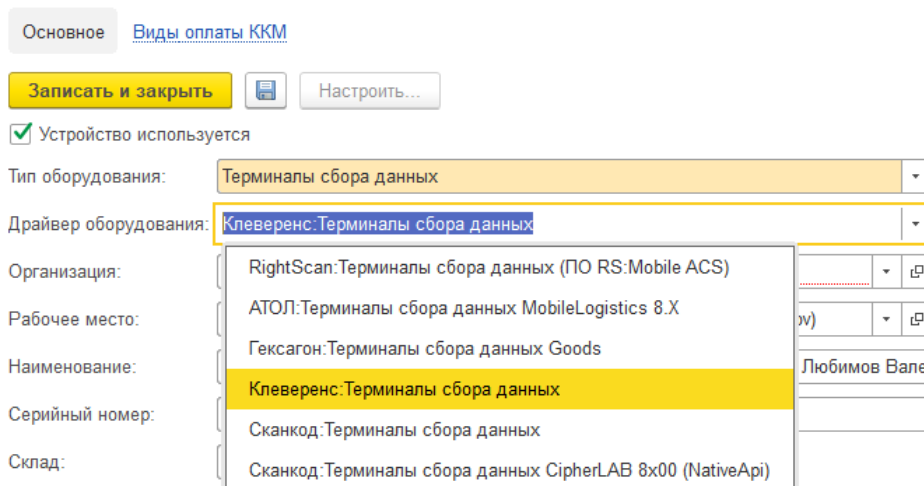 Основное Виды оплаты ККМ
Записать и закрыть Настроить...
Устройство используется
Тип оборудования: Терминалы сбора данных
Драйвер оборудования: Клеверенс:Терминалы сбора данных
RightScan:Терминалы сбора данных (ПО RS:Mobile ACS)
Организация:
АТОЛ:Терминалы сбора данных MobileLogistics 8.X
Рабочее место:
Гексагон:Терминалы сбора данных Goods
Наименование: Любимов
Клеверенс:Терминалы сбора данных
Серийный номер:
Сканкод:Терминалы сбора данных
Склад:
Сканкод:Терминалы сбора данных CipherLAB 8x00 (NativeApi)